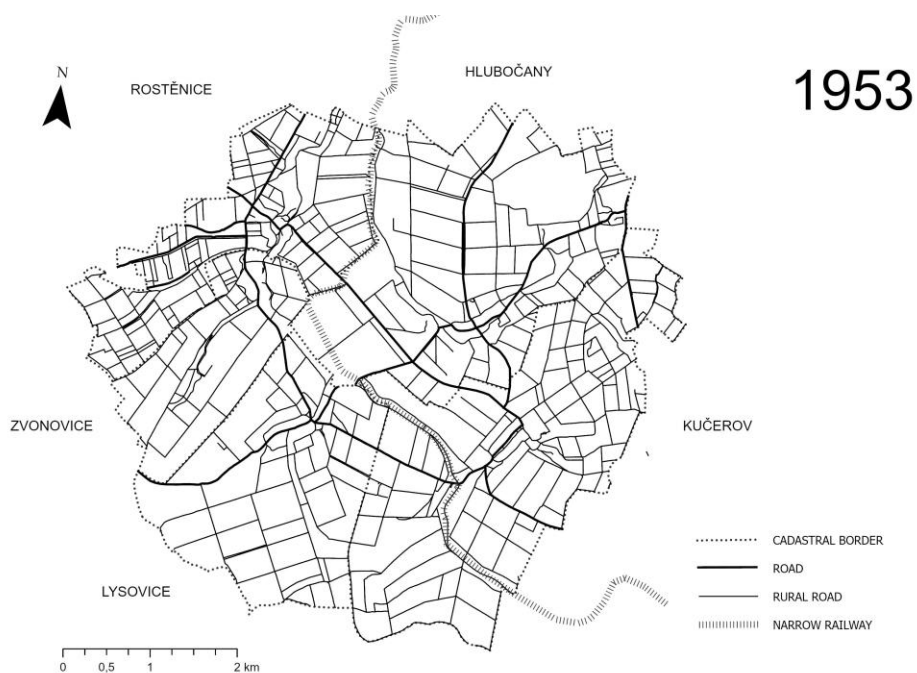 HLUBOČANY
N
ROSTĚNICE
1953
ZVONOVICE
KUČEROV
LYSOVICE
CADASTRAL BORDER
ROAD
RURAL ROAD
NARROW RAILWAY
0 0,5 1 2 km